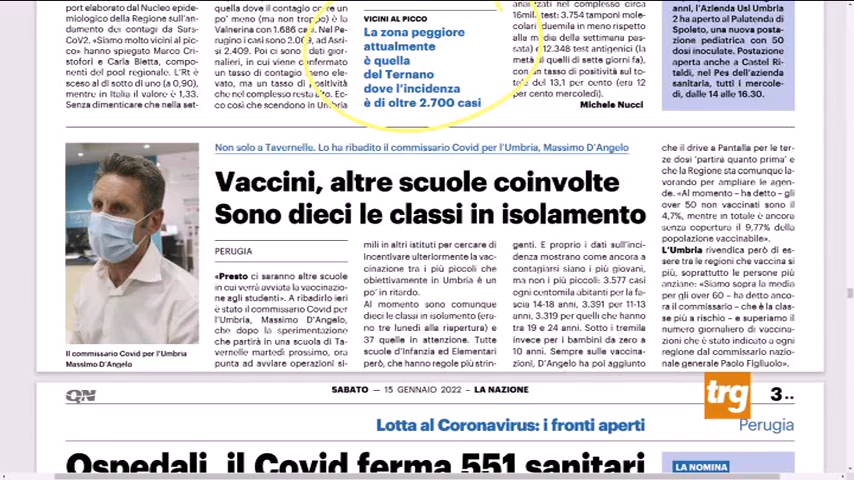 port elaborato dal Nucleo epide-
miologico della Regione sull'an-
damento dei contagi da Sars-
CoV2. «Siamo molto vicini al pic-
co» hanno spiegato Marco Cri-
stofori e Carla Bietta, compo-
nenti del pool regionale. L'Rt è
sceso al di sotto di uno (a 0,90),
mentre in Italia il valore è 1,33.
Senza dimenticare che nella set-
quella dove il contagio corre un
po' meno (ma non troppo) è la
Valnerina con 1.686 casi. Nel Pe-
rugino i casi sono 2.069, ad Assi-
si 2.409. Poi ci sono i dati gior-
nalieri, in cui viene confermato
un tasso di contagio meno ele-
vato, ma un tasso di positività
che nel complesso resta alto. Ec-
co così che scendono in Umbria
VICINI AL PICCO
La zona peggiore
attualmente
è quella
del Ternano
dove l'incidenza
è di oltre 2.700 casi
analizzati nel complesso circa
16mila test: 3.754 tamponi mole-
colari (duemila in meno rispetto
alla media della settimana pas-
sata) e 12.348 test antigenici (la
metà di quelli di sette giorni fa),
con un tasso di positività sul to-
tale del 13,1 per cento (era 12
per cento mercoledì).
Michele Nucci
anni, l'Azienda Usl Umbria
2 ha aperto al Palatenda di
Spoleto, una nuova posta-
zione pediatrica con 50
dosi inoculate. Postazione
aperta anche a Castel Ri-
taldi, nel Pes dell'azienda
sanitaria, tutti i mercole-
dì, dalle 14 alle 16.30.
Non solo a Tavernelle. Lo ha ribadito il commissario Covid per l'Umbria, Massimo D'Angelo
Vaccini, altre scuole coinvolte
Sono dieci le classi in isolamento
Il commissario Covid per l'Umbria
Massimo D'Angelo
PERUGIA
«Presto ci saranno altre scuole
in cui verrà avviata la vaccinazio-
ne agli studenti». A ribadirlo ieri
è stato il commissario Covid per
l'Umbria, Massimo D'Angelo,
che dopo la sperimentazione
che partirà in una scuola di Ta-
vernelle martedì prossimo, ora
punta ad avviare operazioni si-
mili in altri istituti per cercare di
incentivare ulteriormente la vac-
cinazione tra i più piccoli che
obiettivamente in Umbria è un
po' in ritardo.
Al momento sono comunque
dieci le classi in isolamento (era-
no tre lunedì alla riapertura) e
37 quelle in attenzione. Tutte
scuole d'Infanzia ed Elementari
però, che hanno regole più strin-
genti. E proprio i dati sull'inci-
denza mostrano come ancora a
contagiarsi siano i più giovani,
ma non i più piccoli: 3.577 casi
ogni centomila abitanti per la fa-
scia 14-18 anni, 3.391 per 11-13
anni, 3.319 per quelli che hanno
tra 19 e 24 anni. Sotto i tremila
invece per i bambini da zero a
10 anni. Sempre sulle vaccina-
zioni, D'Angelo ha poi aggiunto
che il drive a Pantalla per le ter-
ze dosi 'partirà quanto prima' e
che la Regione sta comunque la-
vorando per ampliare le agen-
de. «Al momento – ha detto – gli
over 50 non vaccinati sono il
4,7%, mentre in totale è ancora
senza copertura il 9,77% della
popolazione vaccinabile».
L'Umbria rivendica però di es-
sere tra le regioni che vaccina si
più, soprattutto le persone più
anziane: «Siamo sopra la media
per gli over 60 – ha detto anco-
ra il commissario – che è la clas-
se più a rischio – e superiamo il
numero giornaliero di vaccina-
zioni che è stato indicato a ogni
regione dal commissario nazio-
nale generale Paolo Figliuolo».
QN
SABATO – 15 GENNAIO 2022 – LA NAZIONE
trg
3 ..
Lotta al Coronavirus: i fronti aperti
Perugia
Ospedali, il Covid ferma 551 sanitari
LA NOMINA